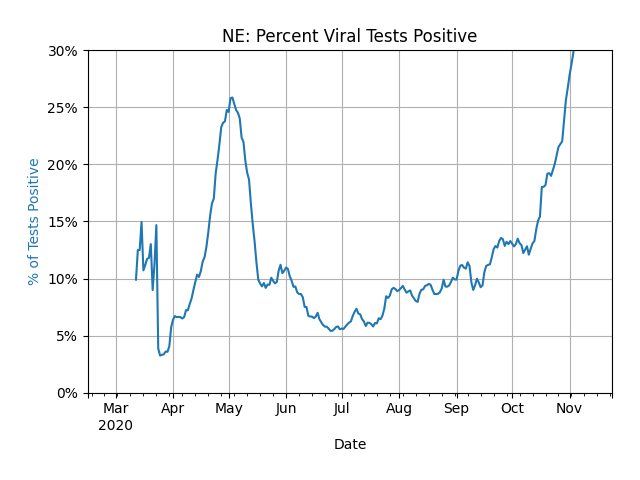 NE: Percent Viral Tests Positive
30%
25%
20%
15%
10%
5%
0%
% of Tests Positive
Mar Apr May Jun Jul Aug Sep Oct Nov
2020
Date